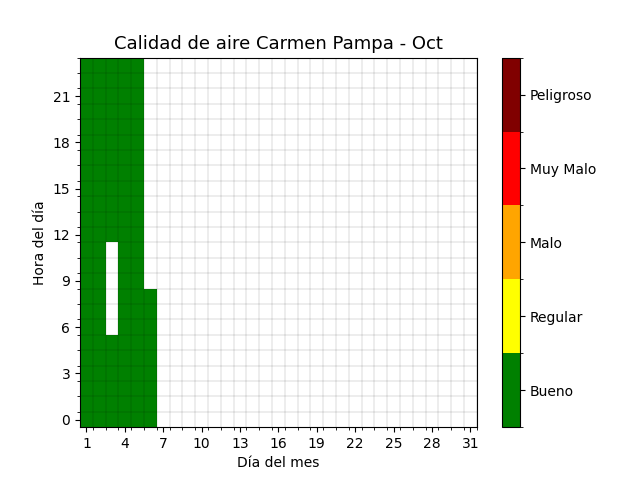 Calidad de aire Carmen Pampa - Oct
21
18
15
12
9
6
3
0
Hora del día
1 4 7 10 13 16 19 22 25 28 31
Día del mes
Peligroso
Muy Malo
Malo
Regular
Bueno